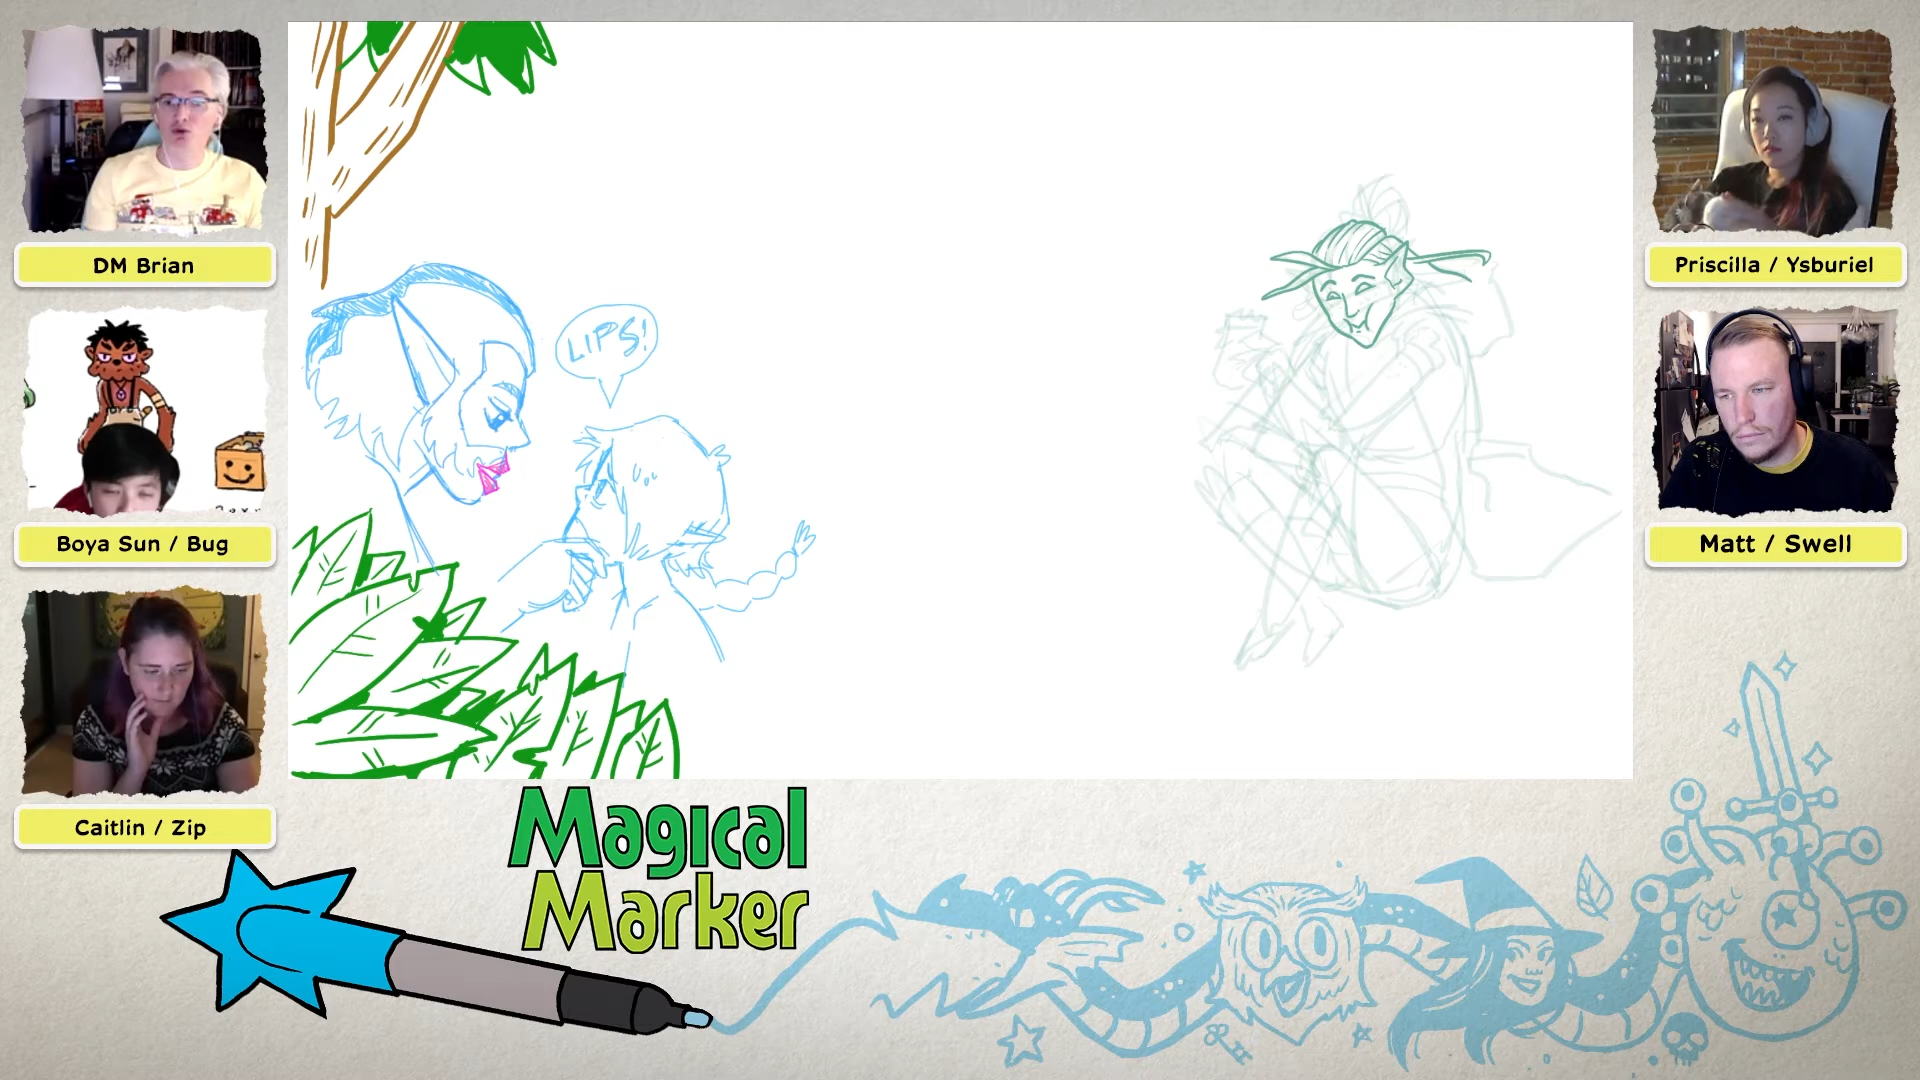 DM Brian
Boya Sun / Bug
Caitlin / Zip
LIPS!
Priscilla / Ysburiel
Matt / Swell
Magical
Marker